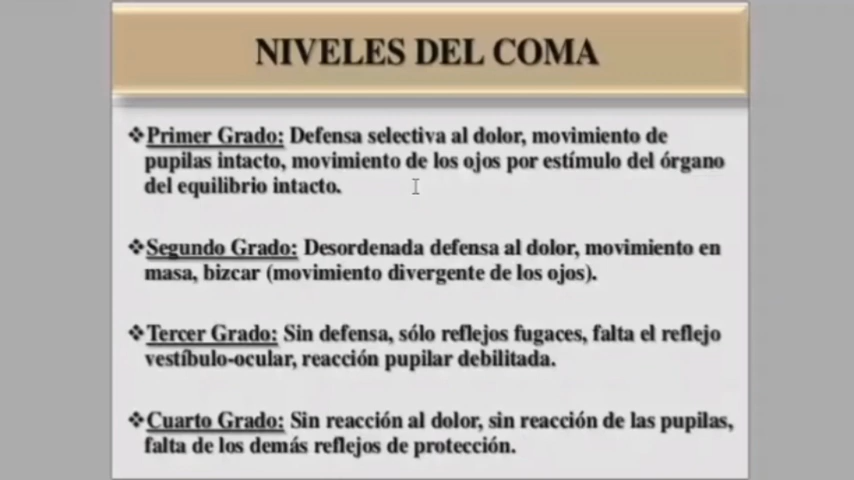 NIVELES DEL COMA
❖Primer Grado: Defensa selectiva al dolor, movimiento de
pupilas intacto, movimiento de los ojos por estímulo del órgano
del equilibrio intacto.
❖Segundo Grado: Desordenada defensa al dolor, movimiento en
masa, bizcar (movimiento divergente de los ojos).
❖Tercer Grado: Sin defensa, sólo reflejos fugaces, falta el reflejo
vestíbulo-ocular, reacción pupilar debilitada.
❖Cuarto Grado: Sin reacción al dolor, sin reacción de las pupilas,
falta de los demás reflejos de protección.